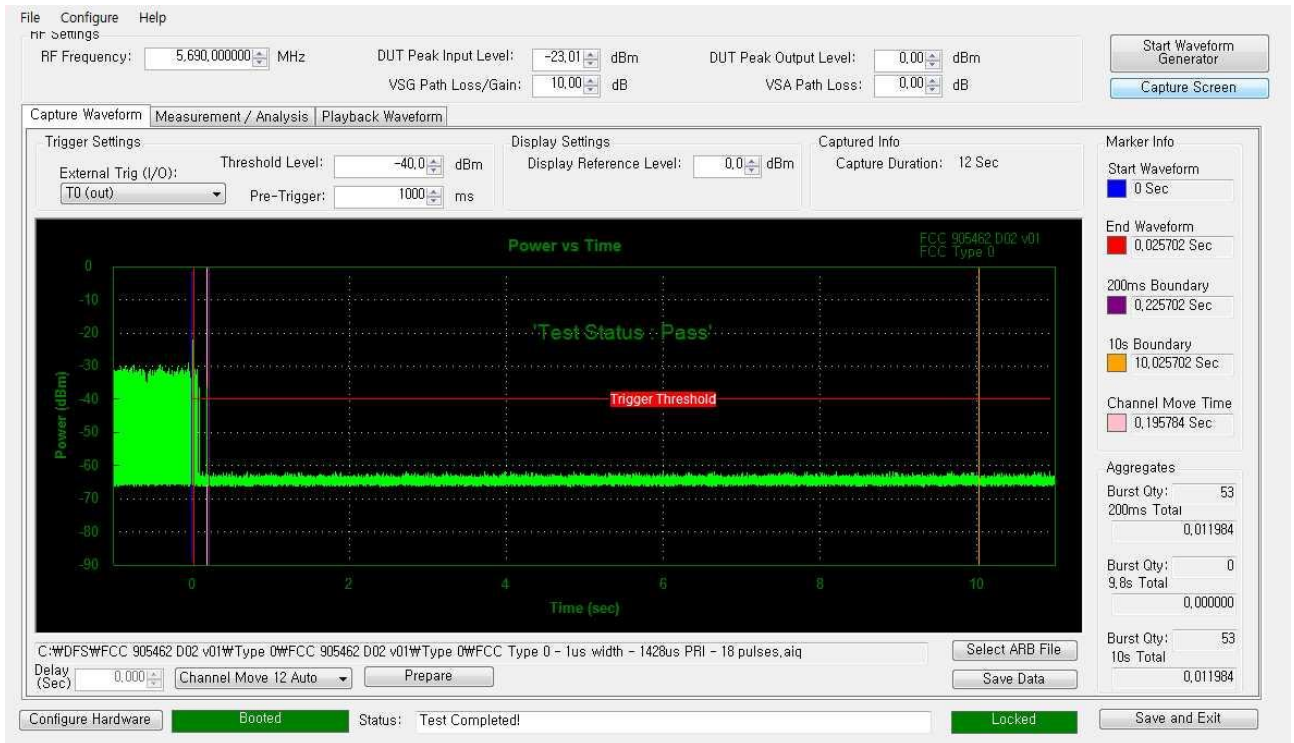 File Configure Help
RF Settings
RF Frequency: 5,690,000000 MHz DUT Peak Input Level: -23,01 dBm DUT Peak Output Level: 0,00 dBm
VSG Path Loss/Gain: 10,00 dB VSA Path Loss: 0,00 dB
Start Waveform
Generator
Capture Screen
Capture Waveform Measurement / Analysis Playback Waveform
Trigger Settings
External Trig (I/O):
T0 (out)
Threshold Level: -40,0 dBm
Pre-Trigger: 1000 ms
Display Settings
Display Reference Level: 0,0 dBm
Captured Info
Capture Duration: 12 Sec
Marker Info
Start Waveform
0 Sec
End Waveform
0,025702 Sec
200ms Boundary
0,225702 Sec
10s Boundary
10,025702 Sec
Channel Move Time
0,195784 Sec
Aggregates
Burst Qty: 53
200ms Total
0,011984
Burst Qty: 0
9,8s Total
0,000000
Burst Qty: 53
10s Total
0,011984
Power vs Time
FCC 905462 D02 v01
FCC Type 0
'Test Status : Pass'
Trigger Threshold
Power (dBm)
0
-10
-20
-30
-40
-50
-60
-70
-80
-90
0 2 4 6 8 10
Time (sec)
C:₩DFS₩FCC 905462 D02 v01₩Type 0₩FCC 905462 D02 v01₩Type 0₩FCC Type 0 - 1us width - 1428us PRI - 18 pulses,aiq
Select ARB File
Delay
(Sec) 0,000 Channel Move 12 Auto Prepare Save Data
Configure Hardware Booted Status: Test Completed! Locked Save and Exit